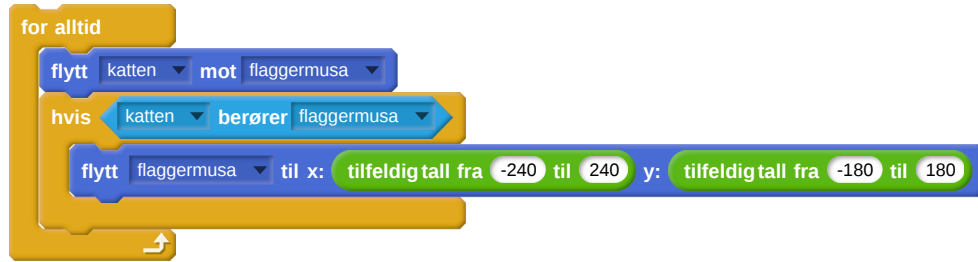 for alltid
flytt katten mot flaggermusa
hvis katten berører flaggermusa
flytt flaggermusa til x: tilfeldig tall fra -240 til 240 y: tilfeldig tall fra -180 til 180